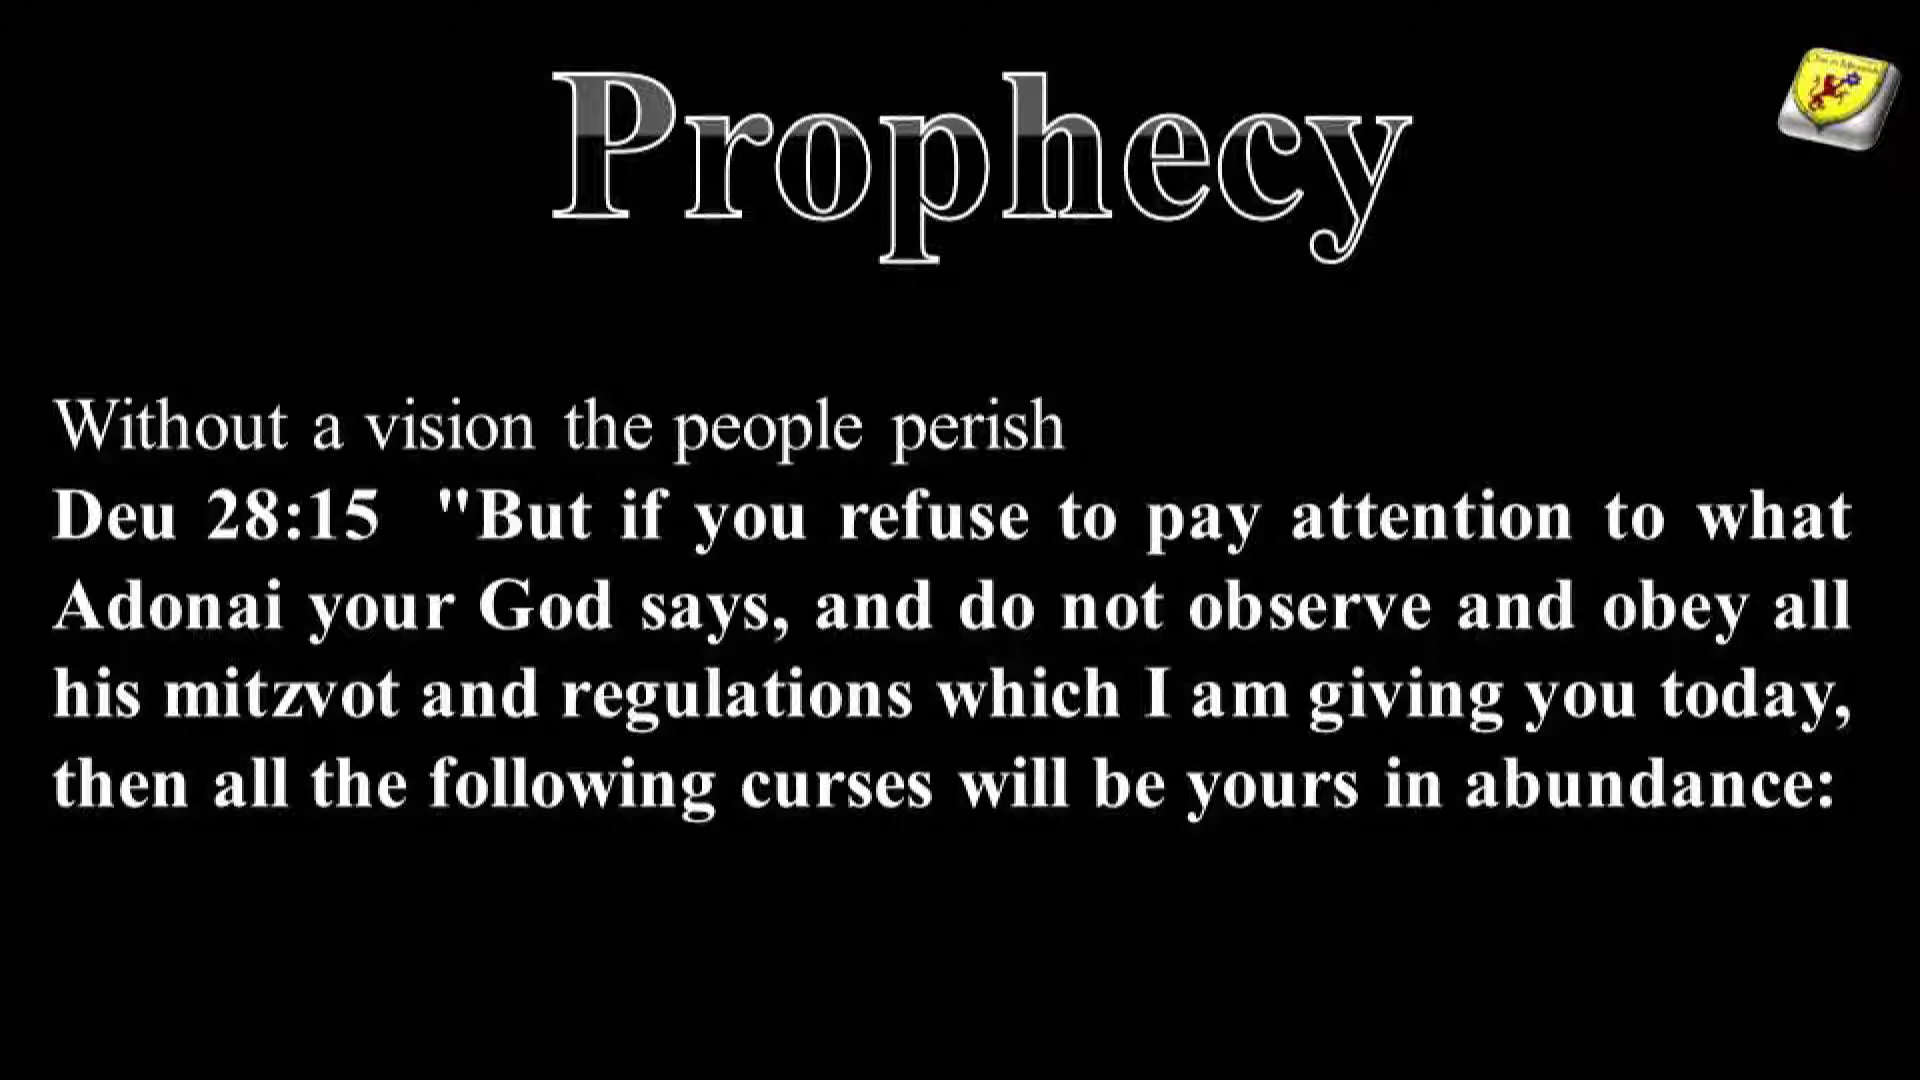 Prophecy
Without a vision the people perish
Deu 28:15 "But if you refuse to pay attention to what
Adonai your God says, and do not observe and obey all
his mitzvot and regulations which I am giving you today,
then all the following curses will be yours in abundance: